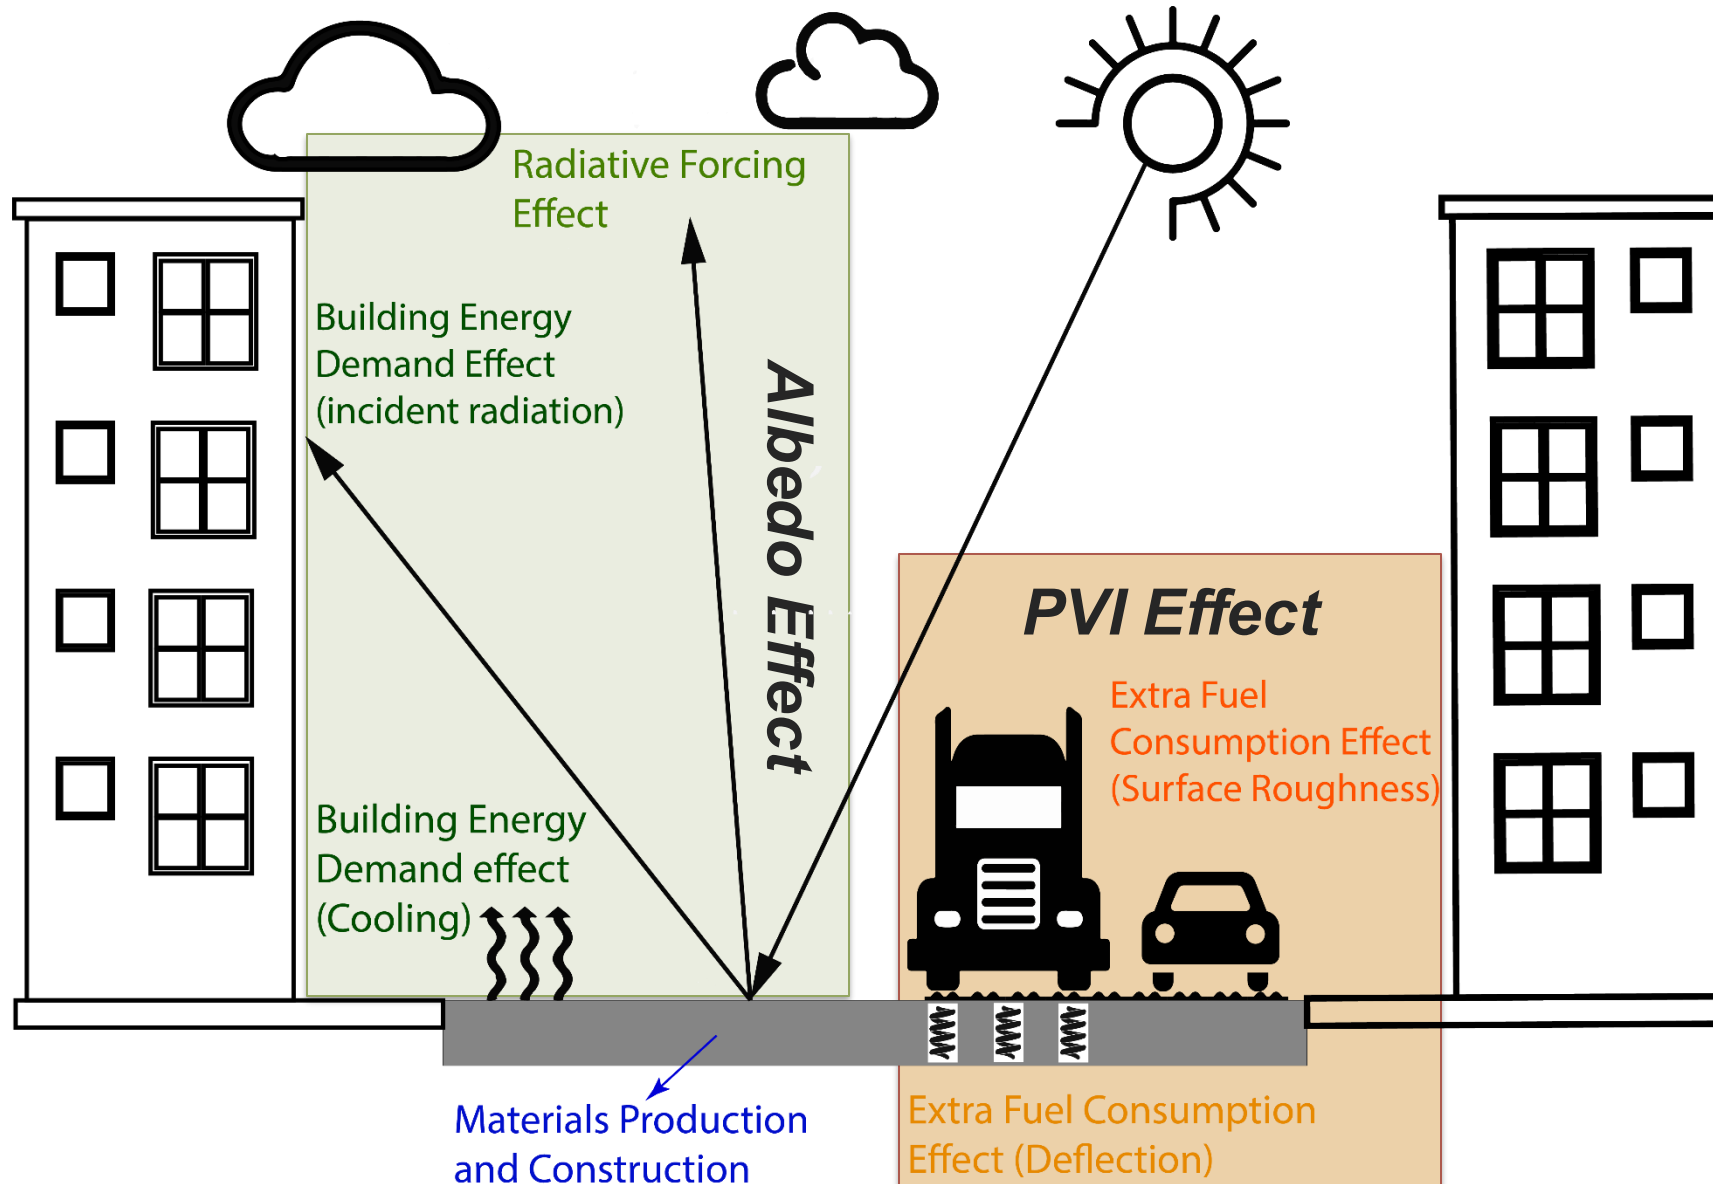 Radiative Forcing
Effect
Building Energy
Demand Effect
(incident radiation)
Albedo Effect
Building Energy
Demand effect
(Cooling)
PVI Effect
Extra Fuel
Consumption Effect
(Surface Roughness)
Materials Production
and Construction
Extra Fuel Consumption
Effect (Deflection)